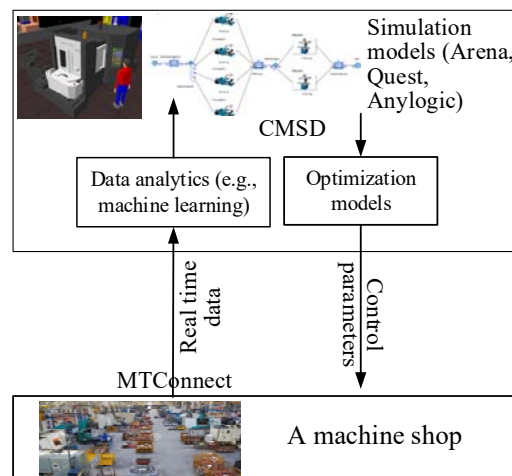 Simulation
models (Arena,
Quest,
Anylogic)
CMSD
Data analytics (e.g.,
machine learning)
Optimization
models
Real time
data
Control
parameters
MTConnect
A machine shop